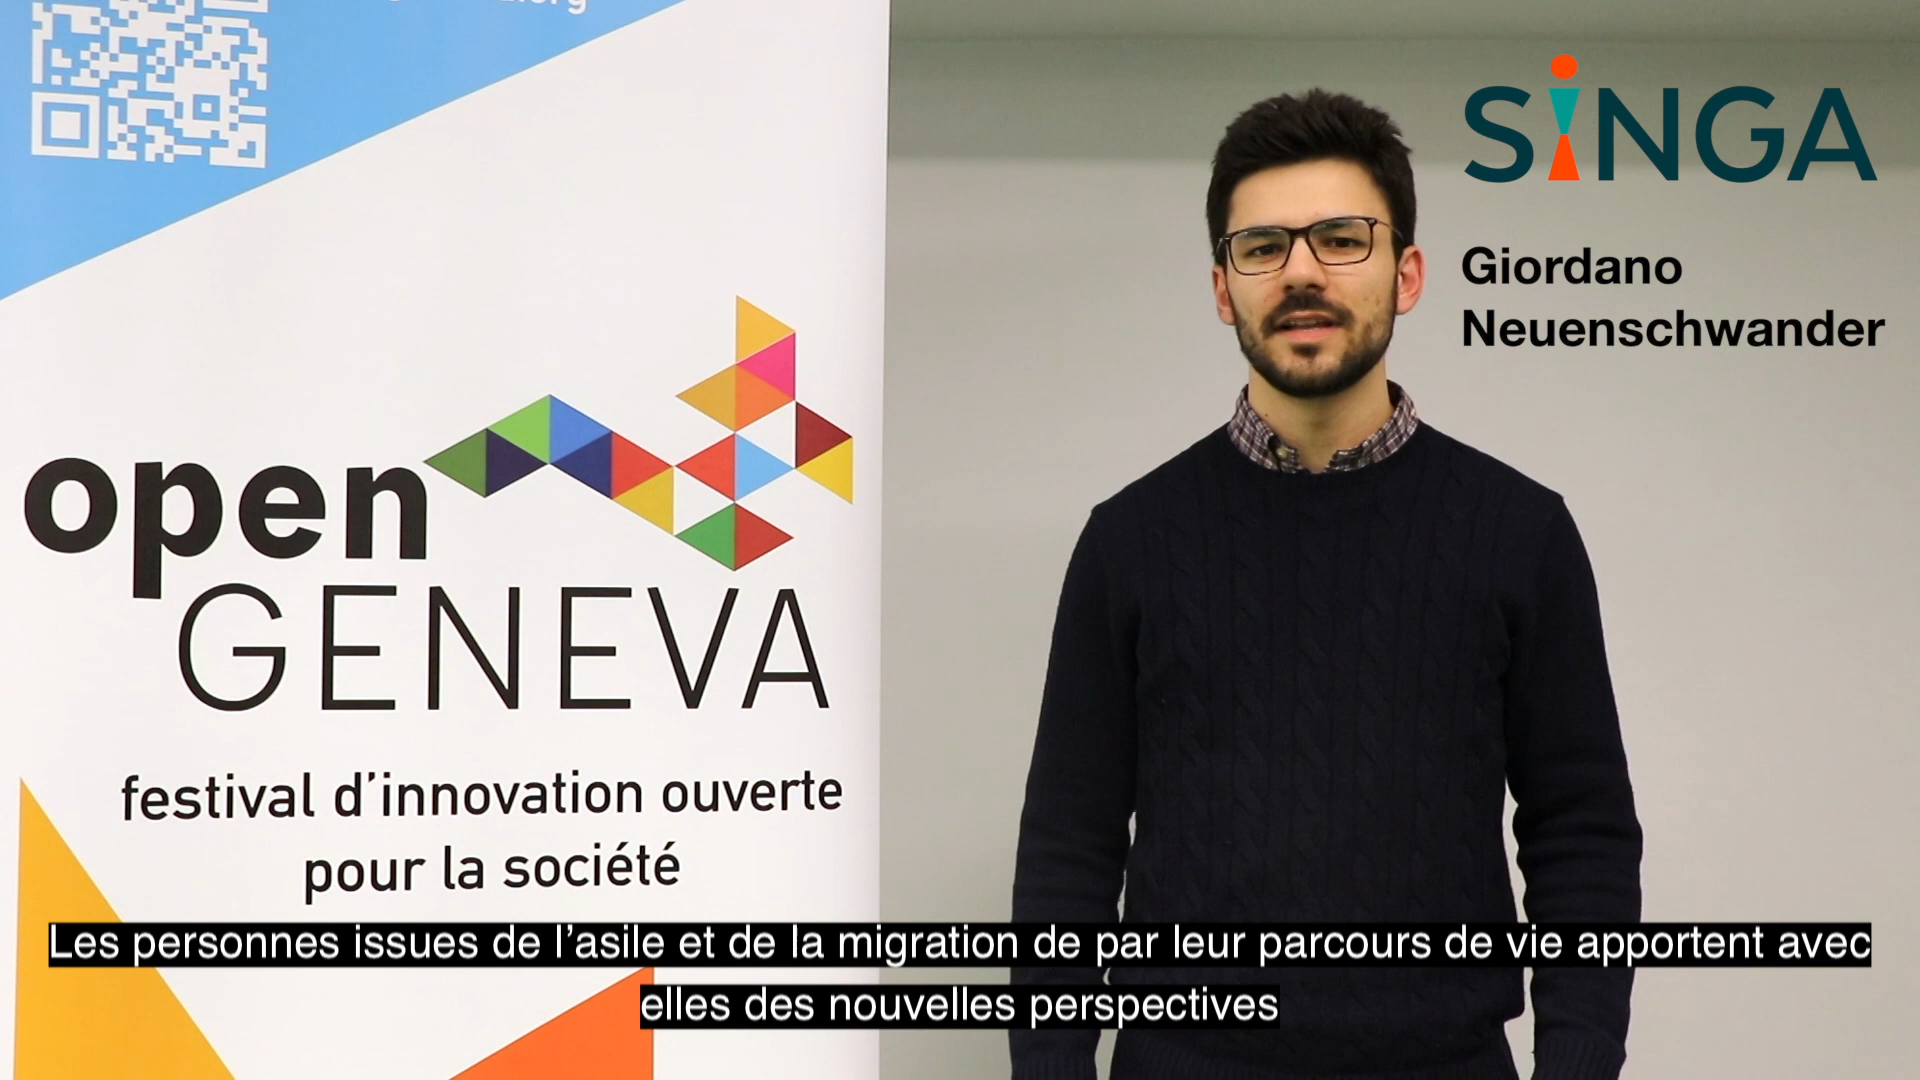 open
GENEVA
festival d’innovation ouverte
pour la société
SiNGA
Giordano
Neuenschwander
Les personnes issues de l’asile et de la migration de par leur parcours de vie apportent avec
elles des nouvelles perspectives